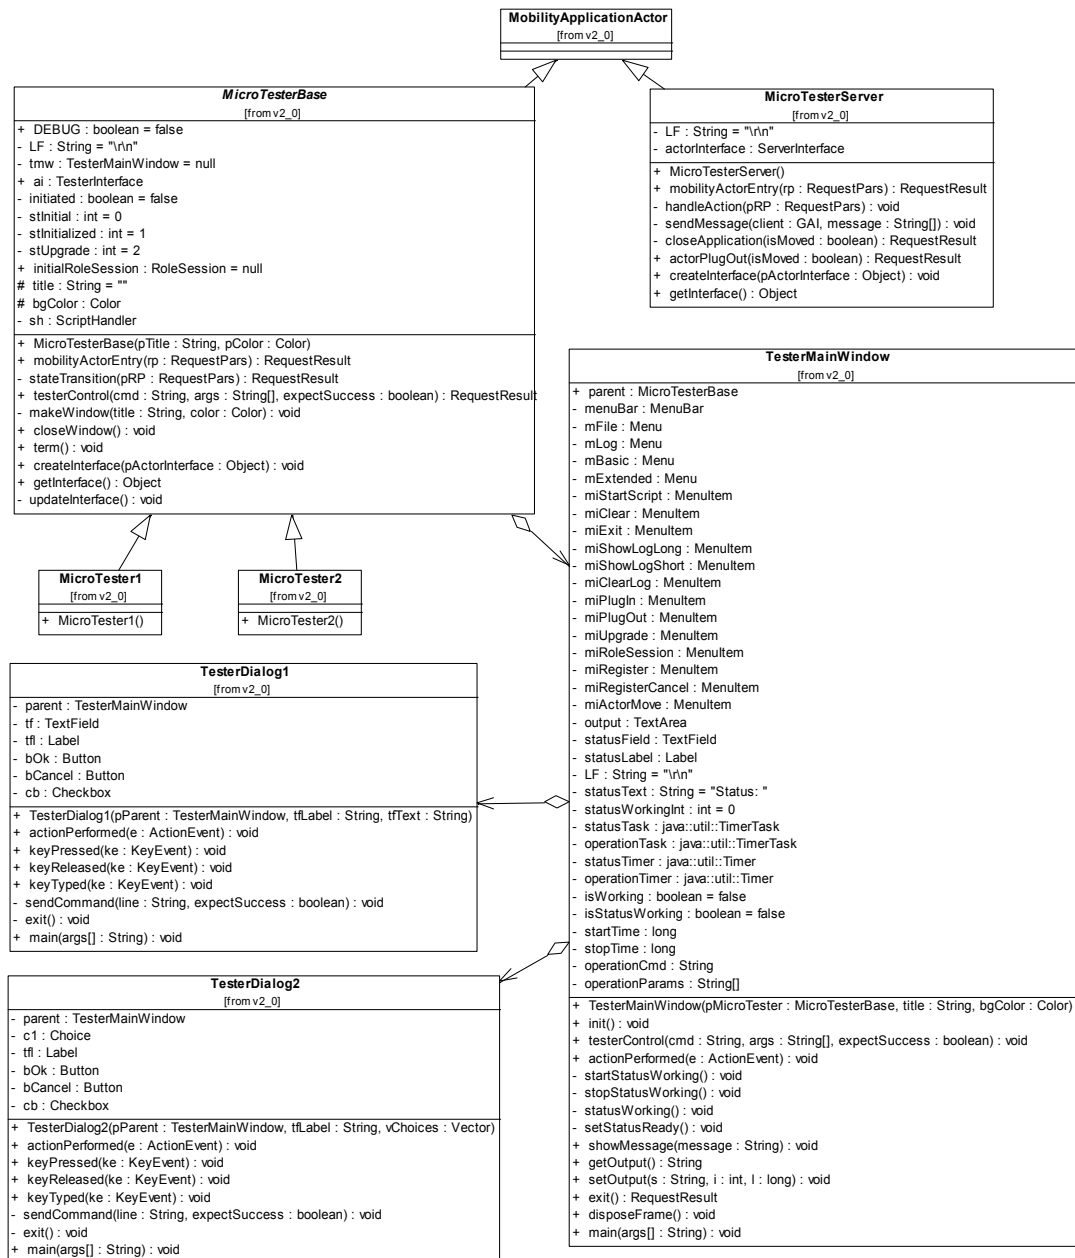 MobilityApplicationActor
[from v2_0]
MicroTesterBase
[from v2_0]
+ DEBUG : boolean = false
- LF : String = "\r\n"
- tmw : TesterMainWindow = null
+ ai : TesterInterface
- initiated : boolean = false
- stInitial : int = 0
- stInitialized : int = 1
- stUpgrade : int = 2
+ initialRoleSession : RoleSession = null
# title : String = ""
# bgColor : Color
- sh : ScriptHandler
+ MicroTesterBase(pTitle : String, pColor : Color)
+ mobilityActorEntry(rp : RequestPars) : RequestResult
- stateTransition(pRP : RequestPars) : RequestResult
+ testerControl(cmd : String, args : String[], expectSuccess : boolean) : RequestResult
- makeWindow(title : String, color : Color) : void
+ closeWindow() : void
+ term() : void
+ createInterface(pActorInterface : Object) : void
+ getInterface() : Object
- updateInterface() : void
MicroTesterServer
[from v2_0]
- LF : String = "\r\n"
- actorInterface : ServerInterface
+ MicroTesterServer()
+ mobilityActorEntry(rp : RequestPars) : RequestResult
- handleAction(pRP : RequestPars) : void
- sendMessage(client : GAI, message : String[]) : void
- closeApplication(isMoved : boolean) : RequestResult
+ actorPlugOut(isMoved : boolean) : RequestResult
+ createInterface(pActorInterface : Object) : void
+ getInterface() : Object
MicroTester1
[from v2_0]
+ MicroTester1()
MicroTester2
[from v2_0]
+ MicroTester2()
TesterMainWindow
[from v2_0]
+ parent : MicroTesterBase
- menuBar : MenuBar
- mFile : Menu
- mLog : Menu
- mBasic : Menu
- mExtended : Menu
- miStartScript : MenuItem
- miClear : MenuItem
- miExit : MenuItem
- miShowLogLong : MenuItem
- miShowLogShort : MenuItem
- miClearLog : MenuItem
- miPlugIn : MenuItem
- miPlugOut : MenuItem
- miUpgrade : MenuItem
- miRoleSession : MenuItem
- miRegister : MenuItem
- miRegisterCancel : MenuItem
- miActorMove : MenuItem
- output : TextArea
- statusField : TextField
- statusLabel : Label
- LF : String = "\r\n"
- statusText : String = "Status: "
- statusWorkingInt : int = 0
- statusTask : java::util::TimerTask
- operationTask : java::util::TimerTask
- statusTimer : java::util::Timer
- operationTimer : java::util::Timer
- isWorking : boolean = false
- isStatusWorking : boolean = false
- startTime : long
- stopTime : long
- operationCmd : String
- operationParams : String[]
+ TesterMainWindow(pMicroTester : MicroTesterBase, title : String, bgColor : Color)
+ init() : void
+ testerControl(cmd : String, args : String[], expectSuccess : boolean) : void
+ actionPerformed(e : ActionEvent) : void
- startStatusWorking() : void
- stopStatusWorking() : void
- statusWorking() : void
- setStatusReady() : void
+ showMessage(message : String) : void
+ getOutput() : String
+ setOutput(s : String, i : int, l : long) : void
+ exit() : RequestResult
+ disposeFrame() : void
+ main(args[] : String) : void
TesterDialog1
[from v2_0]
- parent : TesterMainWindow
- tf : TextField
- tfl : Label
- bOk : Button
- bCancel : Button
- cb : Checkbox
+ TesterDialog1(pParent : TesterMainWindow, tfLabel : String, tfText : String)
+ actionPerformed(e : ActionEvent) : void
+ keyPressed(ke : KeyEvent) : void
+ keyReleased(ke : KeyEvent) : void
+ keyTyped(ke : KeyEvent) : void
- sendCommand(line : String, expectSuccess : boolean) : void
- exit() : void
+ main(args[] : String) : void
TesterDialog2
[from v2_0]
- parent : TesterMainWindow
- c1 : Choice
- tfl : Label
- bOk : Button
- bCancel : Button
- cb : Checkbox
+ TesterDialog2(pParent : TesterMainWindow, tfLabel : String, vChoices : Vector)
+ actionPerformed(e : ActionEvent) : void
+ keyPressed(ke : KeyEvent) : void
+ keyReleased(ke : KeyEvent) : void
+ keyTyped(ke : KeyEvent) : void
- sendCommand(line : String, expectSuccess : boolean) : void
- exit() : void
+ main(args[] : String) : void